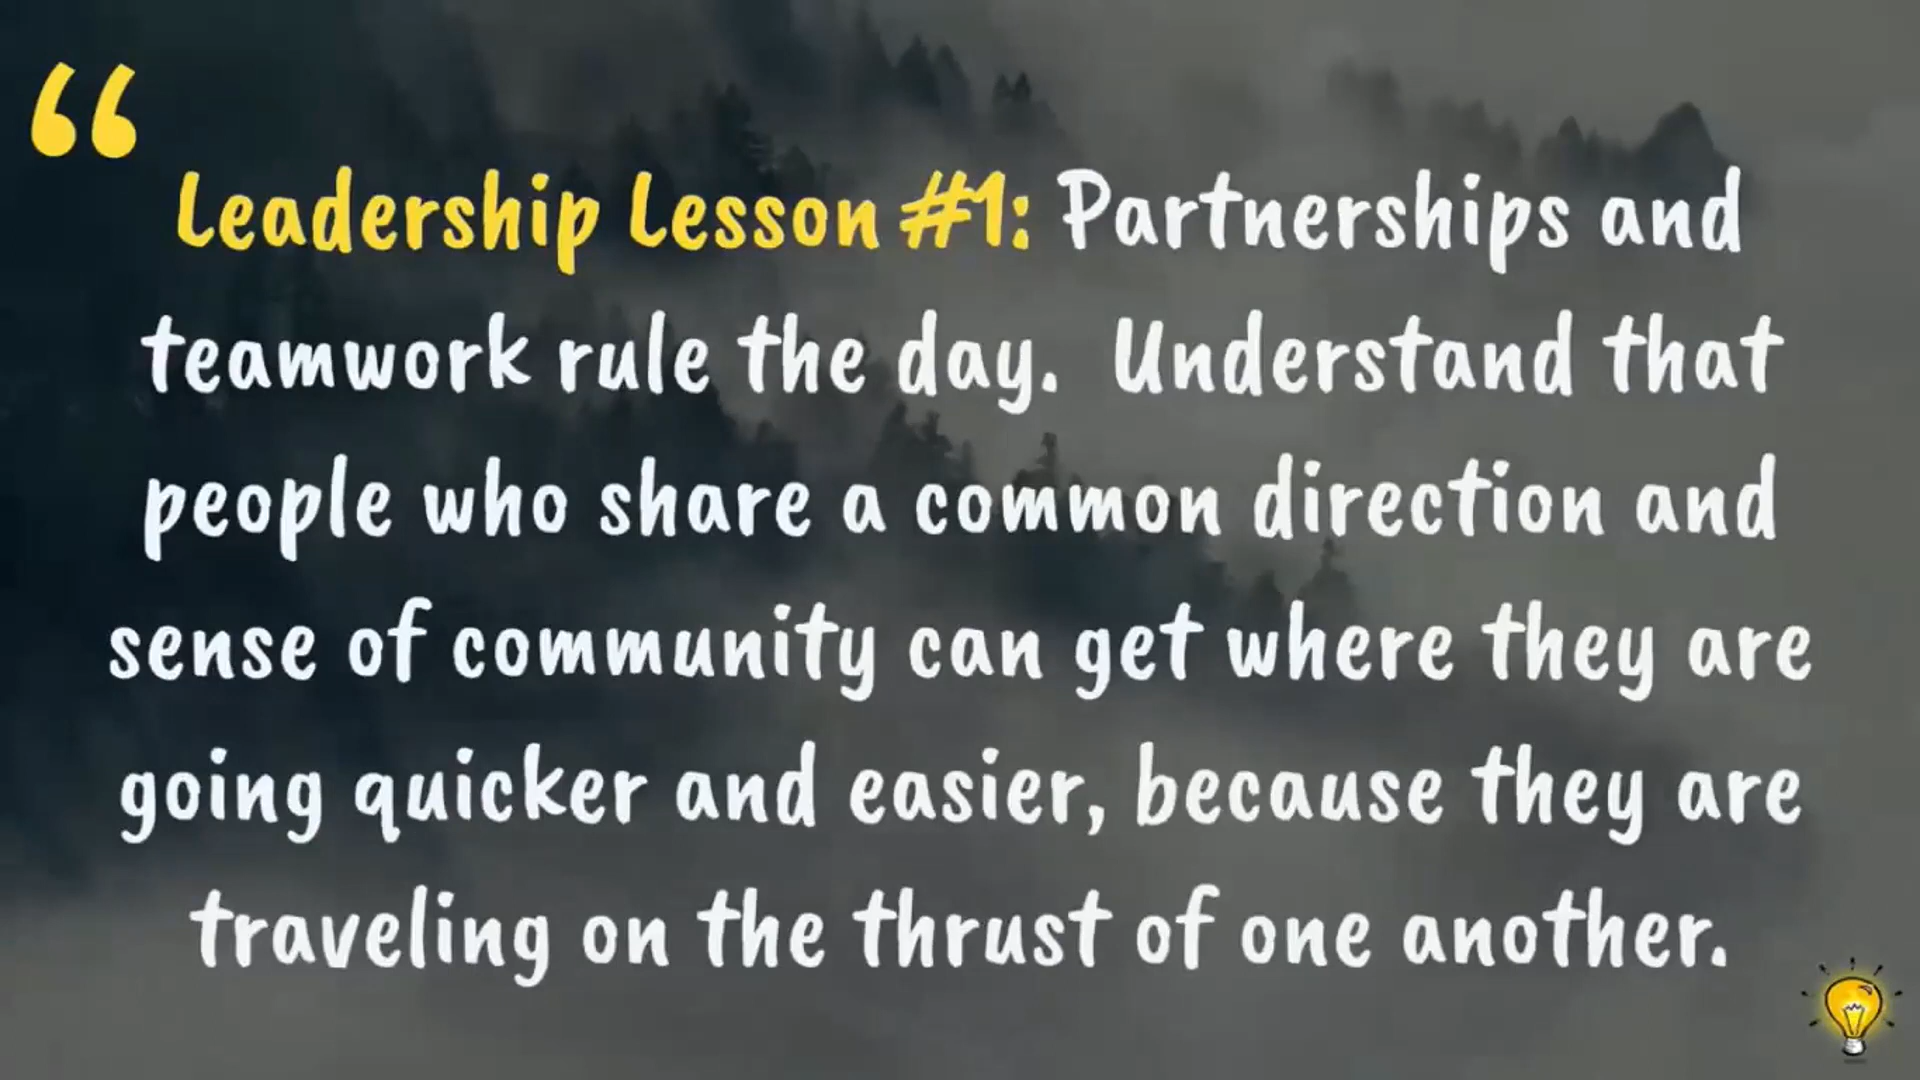 “
Leadership Lesson #1: Partnerships and
teamwork rule the day.  Understand that
people who share a common direction and
sense of community can get where they are
going quicker and easier, because they are
traveling on the thrust of one another.